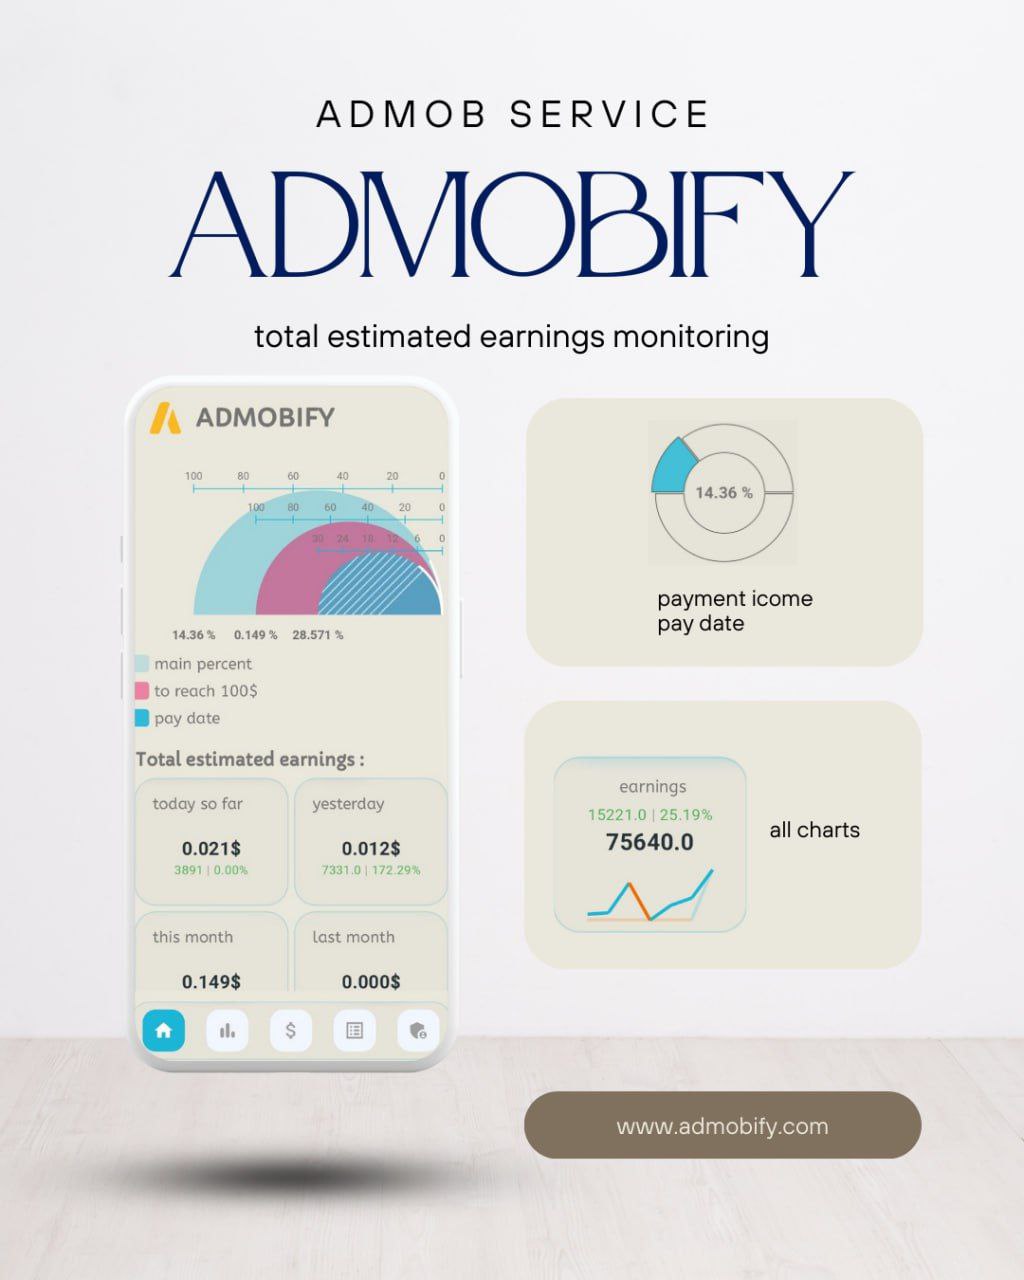 ADMOB SERVICE
ADMOBIFY
total estimated earnings monitoring
ADMOBIFY
100 80 60 40 20 0
100 80 60 40 20 0
30 24 18 12 6 0
14.36 % 0.149 % 28.571 %
main percent
to reach 100$
pay date
Total estimated earnings :
today so far
0.021$
3891 | 0.00%
yesterday
0.012$
7331.0 | 172.29%
this month
0.149$
last month
0.000$
14.36 %
payment icome
pay date
earnings
15221.0 | 25.19%
75640.0
all charts
www.admobify.com